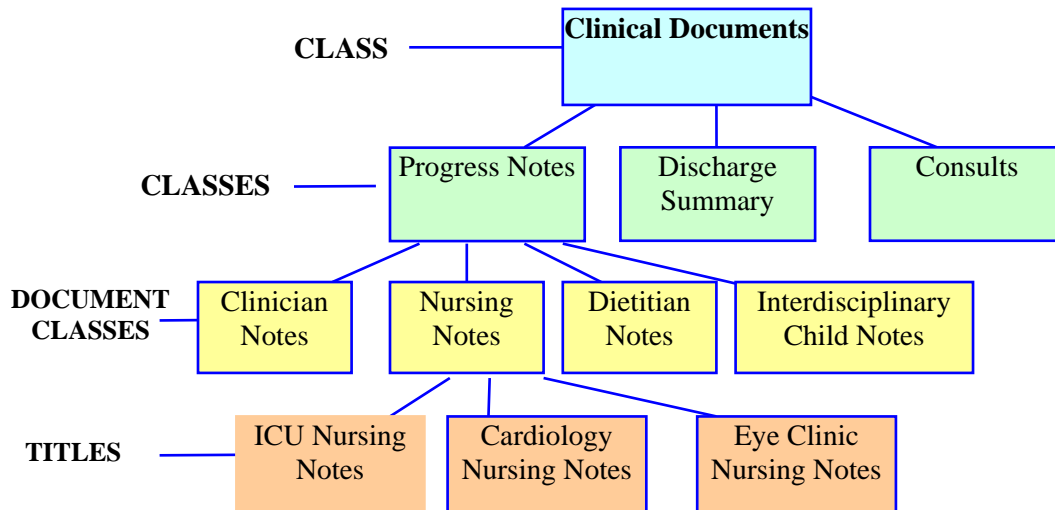 Clinical Documents
CLASS
CLASSES
Progress Notes
Discharge
Summary
Consults
DOCUMENT
CLASSES
Clinician
Notes
Nursing
Notes
Dietitian
Notes
Interdisciplinary
Child Notes
TITLES
ICU Nursing
Notes
Cardiology
Nursing Notes
Eye Clinic
Nursing Notes